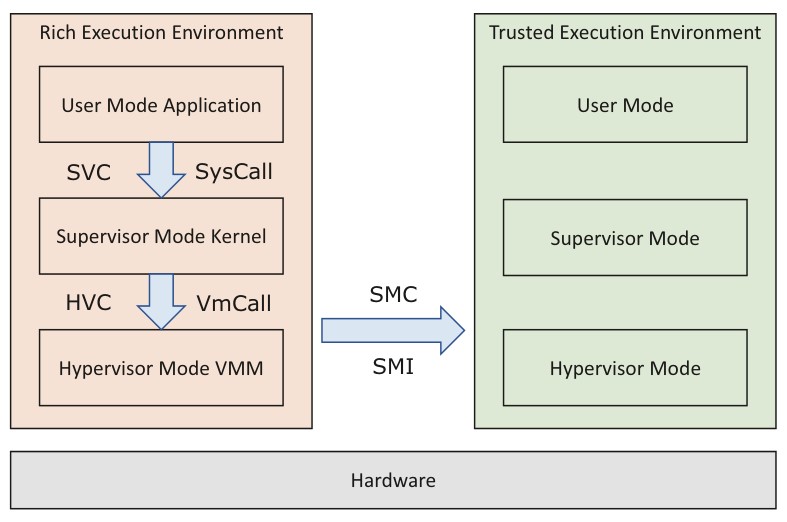 Rich Execution Environment
User Mode Application
SVC
SysCall
Supervisor Mode Kernel
HVC
VmCall
Hypervisor Mode VMM
SMC
SMI
Trusted Execution Environment
User Mode
Supervisor Mode
Hypervisor Mode
Hardware